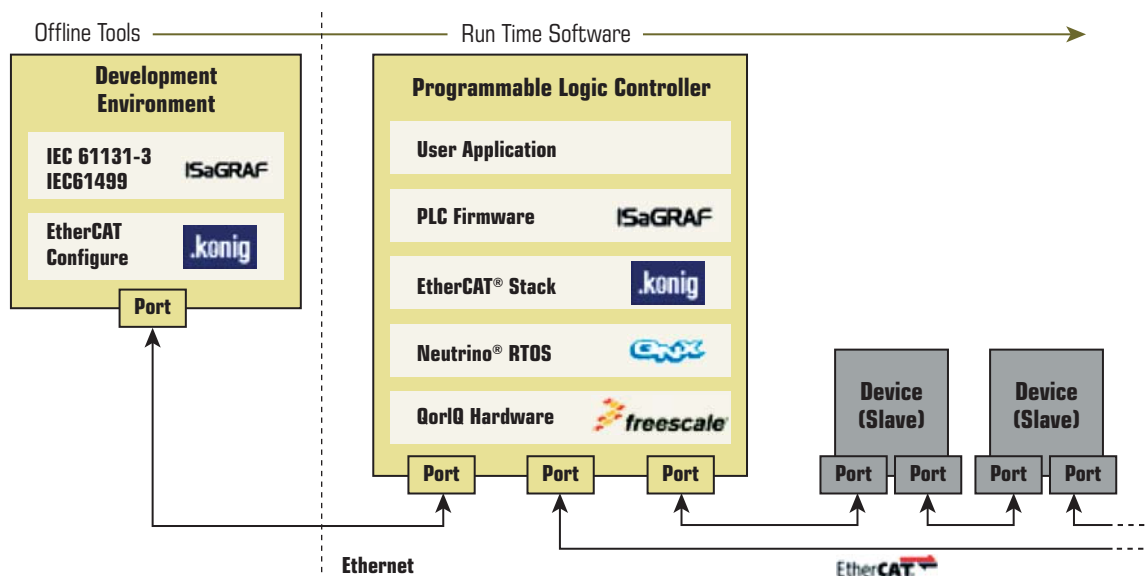 Offline Tools
Run Time Software
Development
Environment
IEC 61131-3
IEC61499
ISaGRAF
EtherCAT
Configure
.konig
Port
Programmable Logic Controller
User Application
PLC Firmware
ISaGRAF
EtherCAT® Stack
.konig
Neutrino® RTOS
QNX
QorIQ Hardware
freescale
Port
Port
Port
Device
(Slave)
Port
Port
Device
(Slave)
Port
Port
Ethernet
EtherCAT